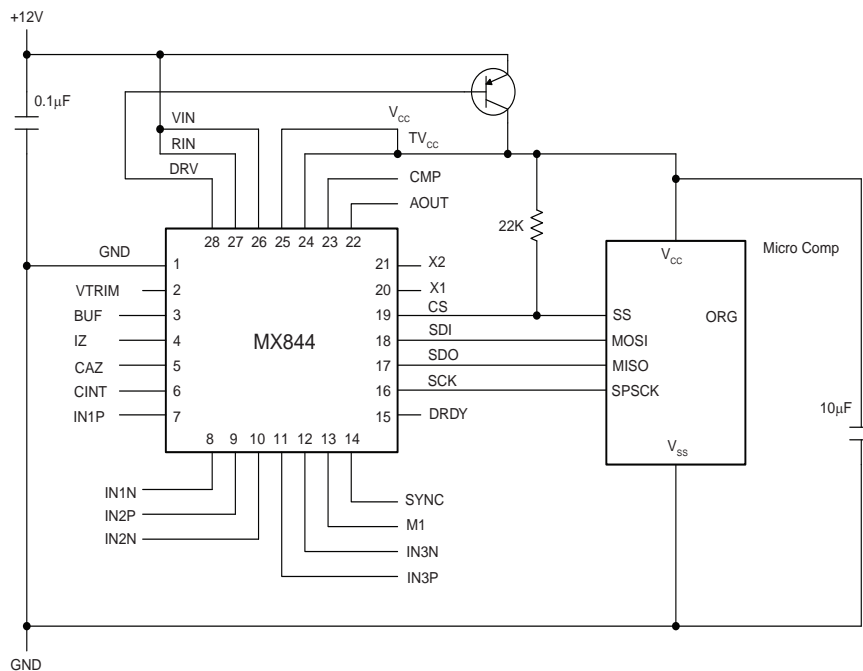 +12V
0.1µF
VIN
RIN
DRV
VCC
TVCC
CMP
AOUT
22K
GND
VTRIM
BUF
IZ
CAZ
CINT
IN1P
28 27 26 25 24 23 22
1
2
3
4
5
6
7
MX844
21
20
19
18
17
16
15
8 9 10 11 12 13 14
X2
X1
CS
SDI
SDO
SCK
DRDY
IN1N
IN2P
IN2N
SYNC
M1
IN3N
IN3P
Micro Comp
VCC
ORG
SS
MOSI
MISO
SPSCK
VSS
10µF
GND